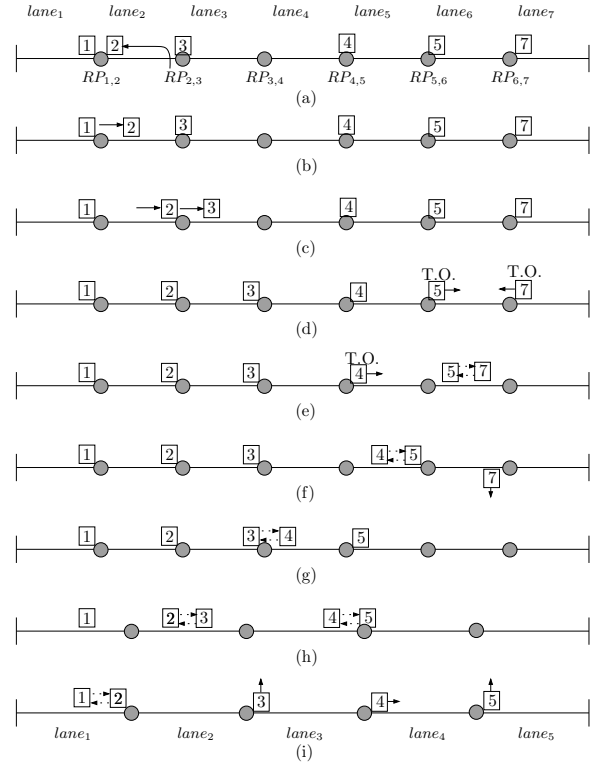 lane₁ lane₂ lane₃ lane₄ lane₅ lane₆ lane₇
1 2 3 4 5 7
RP₁,₂ RP₂,₃ RP₃,₄ RP₄,₅ RP₅,₆ RP₆,₇
(a)
1 2 3 4 5 7
(b)
1 2 3 4 5 7
(c)
T.O. T.O.
1 2 3 4 5 7
(d)
T.O.
1 2 3 4 5 7
(e)
1 2 3 4 5
7
(f)
1 2 3 4 5
(g)
1 2 3 4 5
(h)
1 2 3 4 5
lane₁ lane₂ lane₃ lane₄ lane₅
(i)